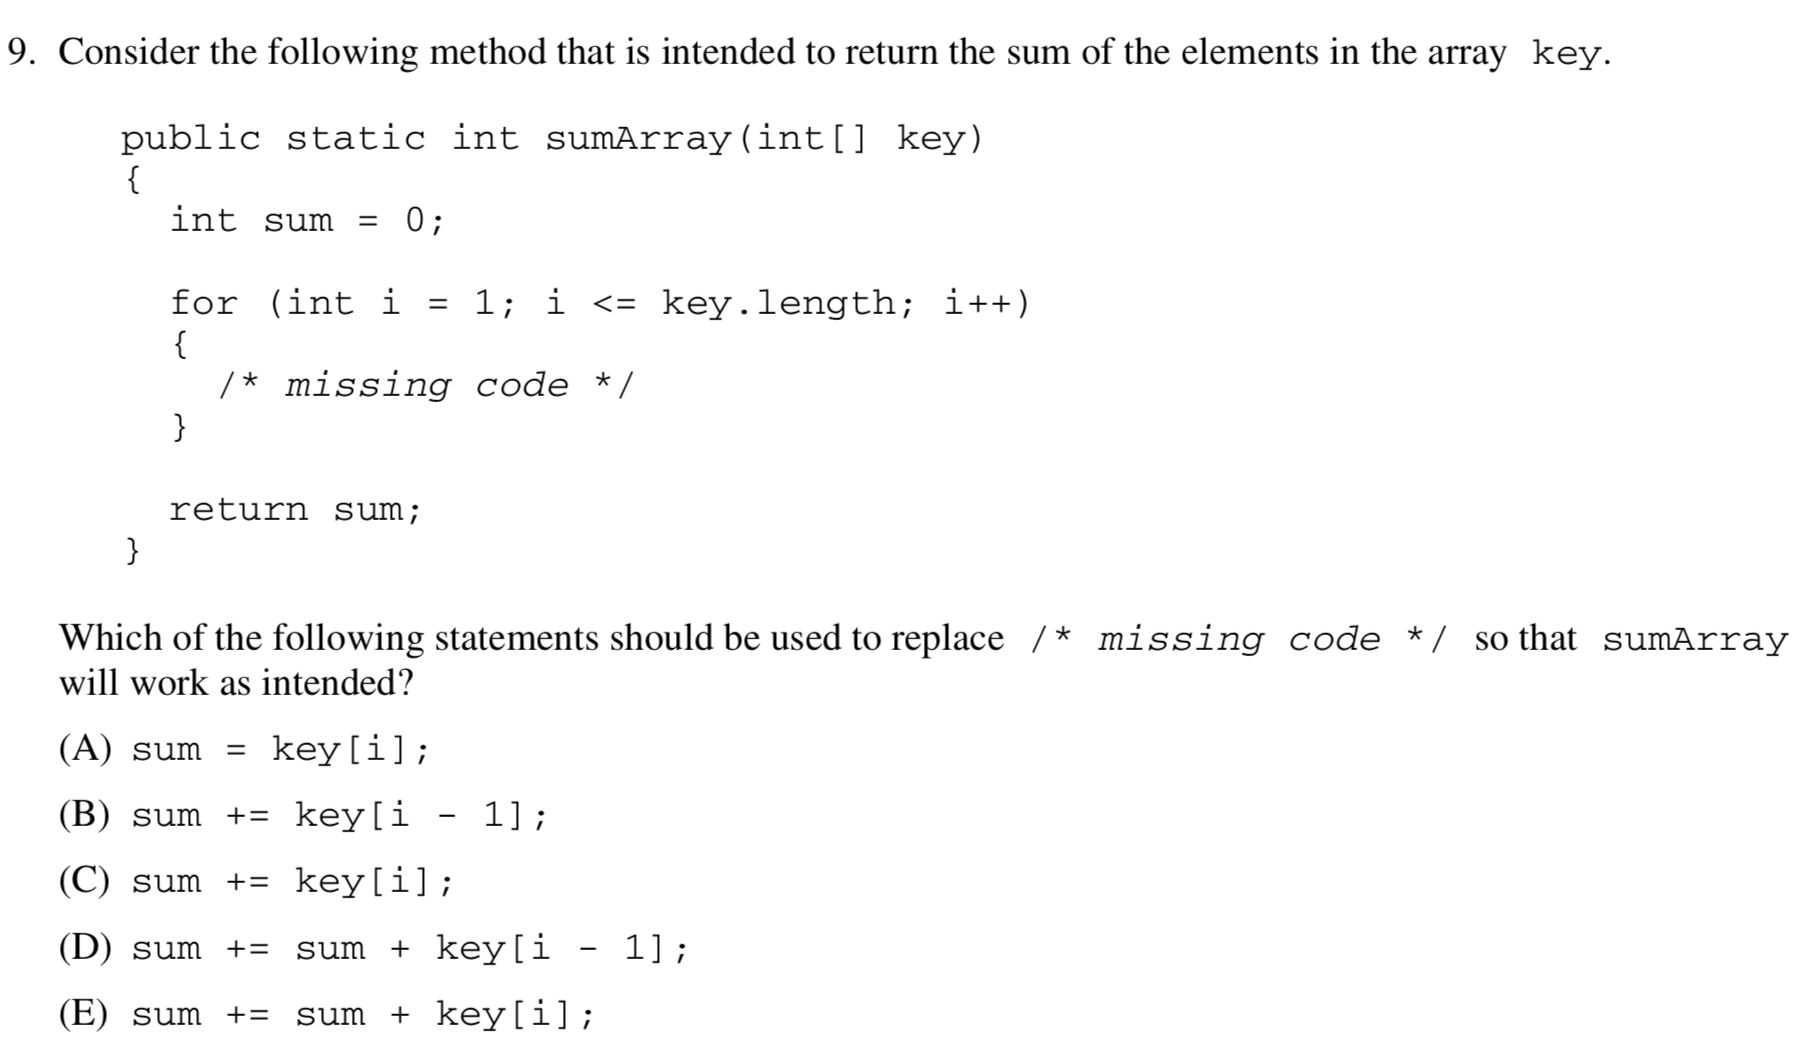 9. Consider the following method that is intended to return the sum of the elements in the array key.
public static int sumArray(int[] key)
{
int sum = 0;
for (int i = 1; i <= key.length; i++)
{
/* missing code */
}
return sum;
}
Which of the following statements should be used to replace /* missing code */ so that sumArray
will work as intended?
(A) sum = key[i];
(B) sum += key[i - 1];
(C) sum += key[i];
(D) sum += sum + key[i - 1];
(E) sum += sum + key[i];